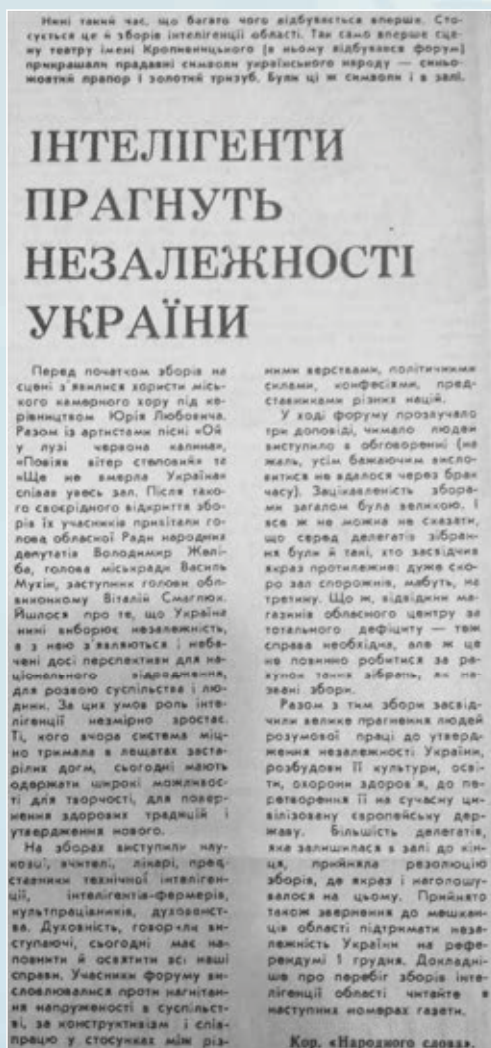 Нині такий час, що багато чого відбувається вперше. Сто-
сується це й зборів інтелігенції області. Так само вперше сце-
ну театру імені Кропивницького (в ньому відбувався форум)
прикрашали прадавні символи українського народу — синьо-
жовтий прапор і золотий тризуб. Були ці ж символи і в залі.
ІНТЕЛІГЕНТИ
ПРАГНУТЬ
НЕЗАЛЕЖНОСТІ
УКРАЇНИ
Перед початком зборів на
сцені з'явилися хористи місь-
кого камерного хору під ке-
рівництвом Юрія Любовича.
Разом із артистами пісні «Ой
у лузі червона калина»,
«Повіяв вітер степовий» та
«Ще не вмерла Україна»
співав увесь зал. Після тако-
го своєрідного відкриття збо-
рів їх учасників привітали го-
лова обласної Ради народних
депутатів Володимир Желі-
ба, голова міськради Василь
Мухін, заступник голови обл-
виконкому Віталій Смаглюк.
Йшлося про те, що Україна
нині виборює незалежність,
а з нею з'являються і неба-
чені досі перспективи для на-
ціонального відродження,
для розвою суспільства і лю-
дини. За цих умов роль інте-
лігенції незмірно зростає.
Ті, кого вчора система міц-
но тримала в лещатах заста-
рілих догм, сьогодні мають
одержати широкі можливос-
ті для творчості, для повер-
нення здорових традицій і
утвердження нового.
На зборах виступили нау-
ковці, вчителі, лікарі, пред-
ставники технічної інтелігén-
ції, інтелігентів-фермерів,
культпрацівників, духовенст-
ва. Духовність, говорили ви-
ступаючі, сьогодні має на-
повнити й освятити всі наші
справи. Учасники форуму ви-
словлювалися проти нагнітан-
ня напруженості в суспільст-
ві, за конструктивізм і спів-
працю у стосунках між різ-
ними верствами, політичними
силами, конфесіями, пред-
ставниками різних націй.
У ході форуму прозвучало
три доповіді, чимало людей
виступило в обговоренні (на
жаль, усім бажаючим висло-
витися не вдалося через брак
часу). Зацікавленість збора-
ми загалом була великою. І
все ж не можна не сказати,
що серед делегатів зібран-
ня були й такі, хто засвідчив
якраз протилежне: дуже ско-
ро зал спорожнів, мабуть, на
третину. Що ж, відвідини ма-
газинів обласного центру за
тотального дефіциту — теж
справа необхідна, але ж це
не повинно робитися за ра-
хунок таких зібрань, як на-
звані збори.
Разом з тим збори засвід-
чили велике прагнення людей
розумової праці до утверд-
ження незалежності України,
розбудови її культури, осві-
ти, охорони здоров'я, до пе-
ретворення її на сучасну ци-
вілізовану європейську дер-
жаву. Більшість делегатів,
яка залишилася в залі до кін-
ця, прийняла резолюцію
зборів, де якраз і наголошу-
валося на цьому. Прийнято
також звернення до мешкан-
ців області підтримати неза-
лежність України на рефе-
рендумі 1 грудня. Докладні-
ше про перебіг зборів інте-
лігенції області читайте в
наступних номерах газети.
Кор. «Народного слова».